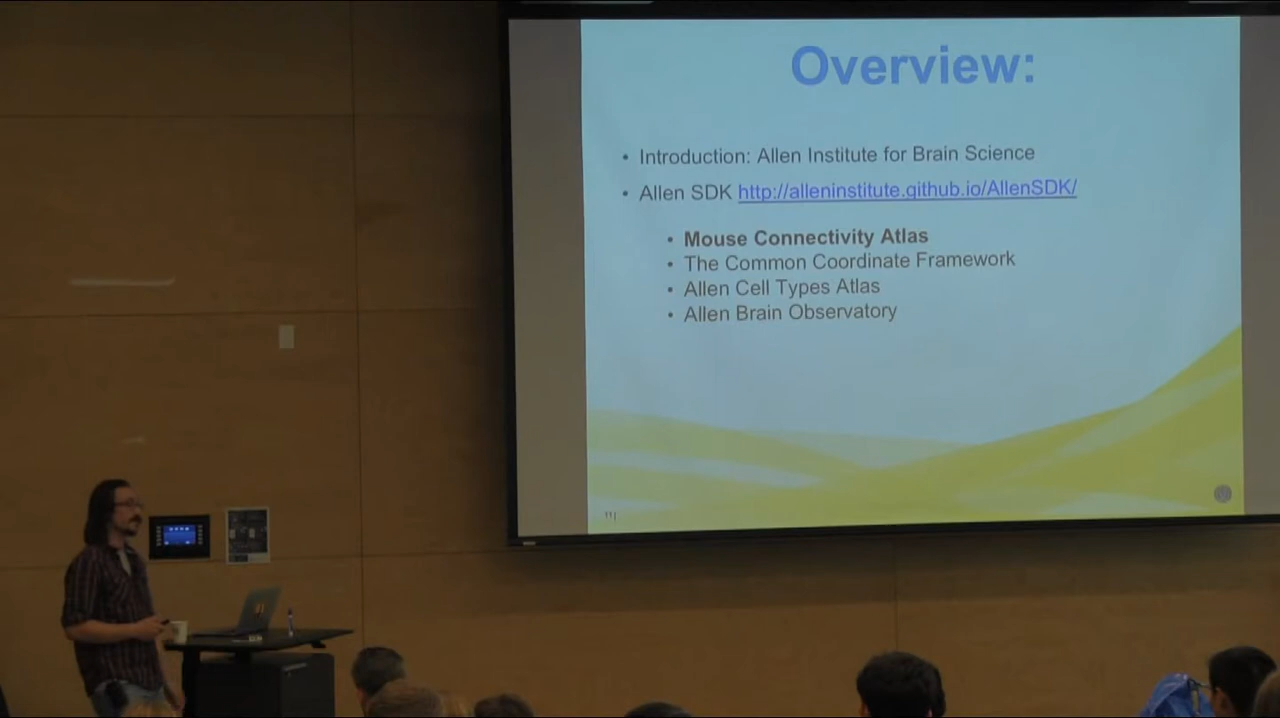 Overview:
• Introduction: Allen Institute for Brain Science
• Allen SDK http://alleninstitute.github.io/AllenSDK/
• Mouse Connectivity Atlas
• The Common Coordinate Framework
• Allen Cell Types Atlas
• Allen Brain Observatory